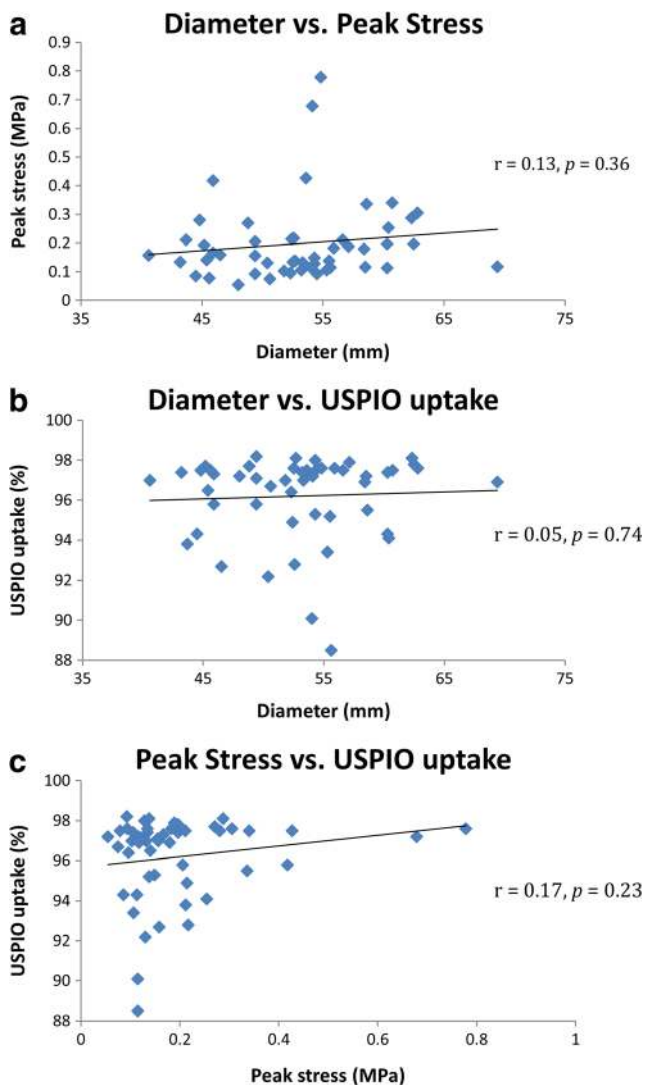 a
Diameter vs. Peak Stress
0.9
0.8
0.7
0.6
0.5
0.4
0.3
0.2
0.1
0
Peak stress (MPa)
r = 0.13, p = 0.36
35 45 55 65 75
Diameter (mm)
b
Diameter vs. USPIO uptake
100
98
96
94
92
90
88
USPIO uptake (%)
r = 0.05, p = 0.74
35 45 55 65 75
Diameter (mm)
c
Peak Stress vs. USPIO uptake
100
98
96
94
92
90
88
USPIO uptake (%)
r = 0.17, p = 0.23
0 0.2 0.4 0.6 0.8 1
Peak stress (MPa)